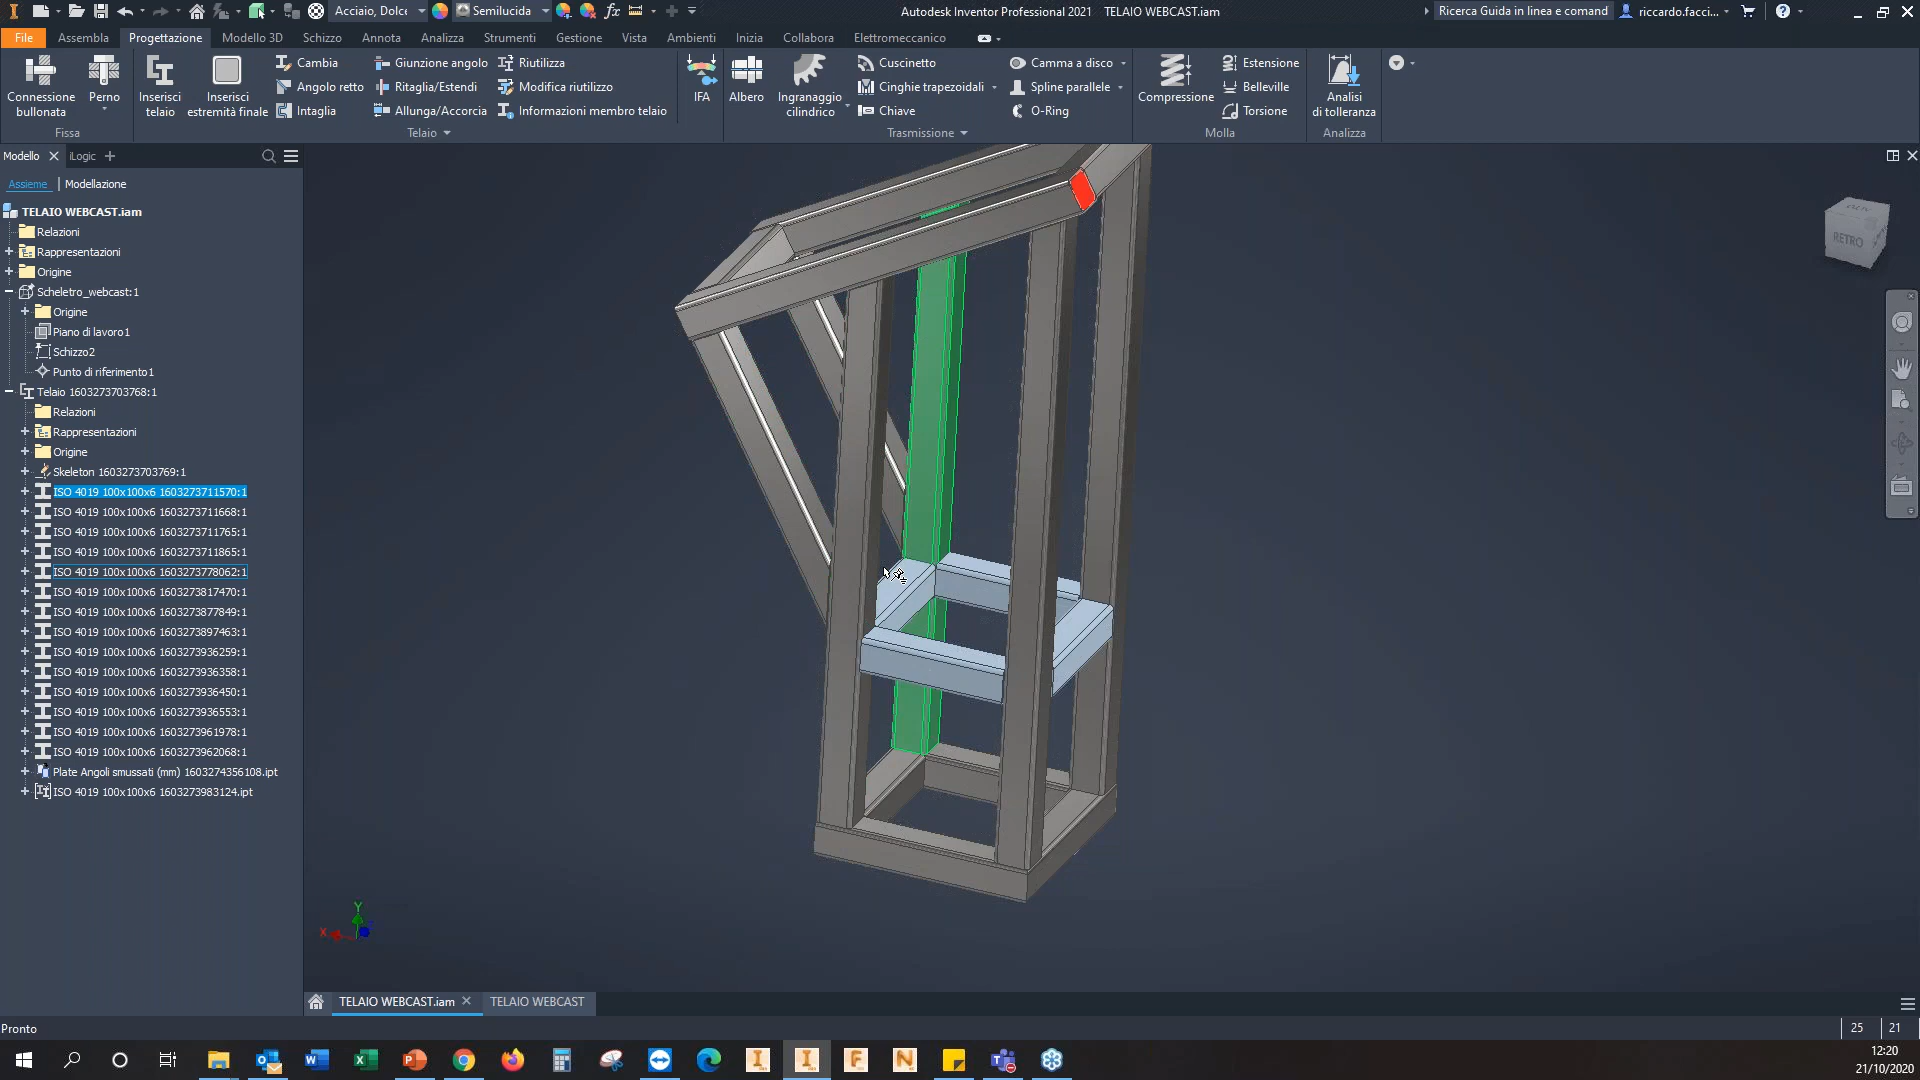 Acciaio, Dolce
Semilucida
Autodesk Inventor Professional 2021 TELAIO WEBCAST.iam
Ricerca Guida in linea e comand
riccardo.facci...
File
Assembla
Progettazione
Modello 3D
Schizzo
Annota
Analizza
Strumenti
Gestione
Vista
Ambienti
Inizia
Collabora
Elettromeccanico
Connessione
bullonata
Perno
Fissa
Inserisci
telaio
Inserisci
estremità finale
Cambia
Angolo retto
Intaglia
Giunzione angolo
Ritaglia/Estendi
Allunga/Accorcia
Riutilizza
Modifica riutilizzo
Informazioni membro telaio
Telaio
IFA
Albero
Ingranaggio
cilindrico
Cuscinetto
Cinghie trapezoidali
Chiave
Camma a disco
Spline parallele
O-Ring
Trasmissione
Compressione
Estensione
Belleville
Torsione
Molla
Analisi
di tolleranza
Analizza
Modello
iLogic
Assieme
Modellazione
TELAIO WEBCAST.iam
Relazioni
Rappresentazioni
Origine
Scheletro_webcast:1
Origine
Piano di lavoro1
Schizzo2
Punto di riferimento1
Telaio 1603273703768:1
Relazioni
Rappresentazioni
Origine
Skeleton 1603273703769:1
ISO 4019 100x100x6 1603273711570:1
ISO 4019 100x100x6 1603273711668:1
ISO 4019 100x100x6 1603273711765:1
ISO 4019 100x100x6 1603273711865:1
ISO 4019 100x100x6 1603273778062:1
ISO 4019 100x100x6 1603273817470:1
ISO 4019 100x100x6 1603273877849:1
ISO 4019 100x100x6 1603273897463:1
ISO 4019 100x100x6 1603273936259:1
ISO 4019 100x100x6 1603273936358:1
ISO 4019 100x100x6 1603273936450:1
ISO 4019 100x100x6 1603273936553:1
ISO 4019 100x100x6 1603273961978:1
ISO 4019 100x100x6 1603273962068:1
Plate Angoli smussati (mm) 1603274356108.ipt
ISO 4019 100x100x6 1603273983124.ipt
RETRO
Y
X
TELAIO WEBCAST.iam
TELAIO WEBCAST
Pronto
25
21
12:20
21/10/2020